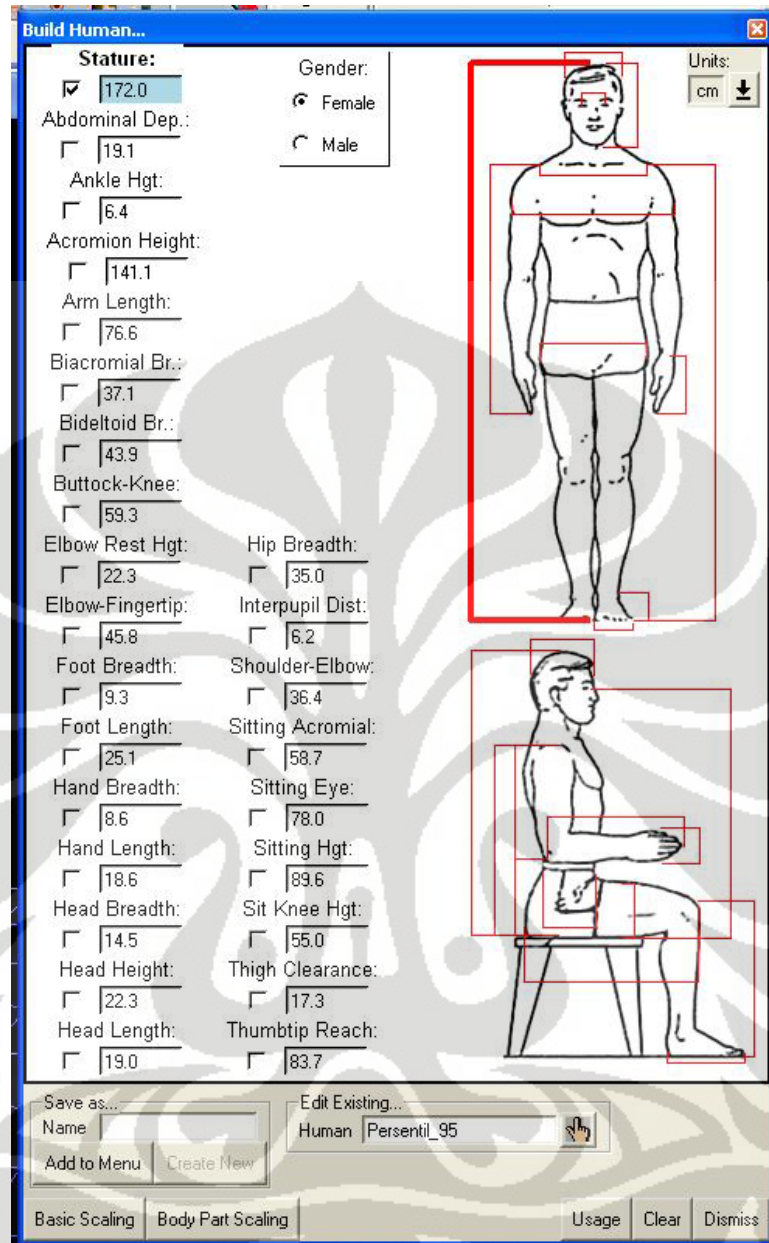 Build Human...
Stature:
172.0
Gender:
Female
Male
Units:
cm
Abdominal Dep.:
19.1
Ankle Hgt:
6.4
Acromion Height:
141.1
Arm Length:
76.6
Biacromial Br.:
37.1
Bideltoid Br.:
43.9
Buttock-Knee:
59.3
Elbow Rest Hgt: Hip Breadth:
22.3 35.0
Elbow-Fingertip: Interpupil Dist:
45.8 6.2
Foot Breadth: Shoulder-Elbow:
9.3 36.4
Foot Length: Sitting Acromial:
25.1 58.7
Hand Breadth: Sitting Eye:
8.6 78.0
Hand Length: Sitting Hgt:
18.6 89.6
Head Breadth: Sit Knee Hgt:
14.5 55.0
Head Height: Thigh Clearance:
22.3 17.3
Head Length: Thumbtip Reach:
19.0 83.7
Save as... Edit Existing...
Name Human Persentil_95
Add to Menu Create New
Basic Scaling Body Part Scaling Usage Clear Dismiss